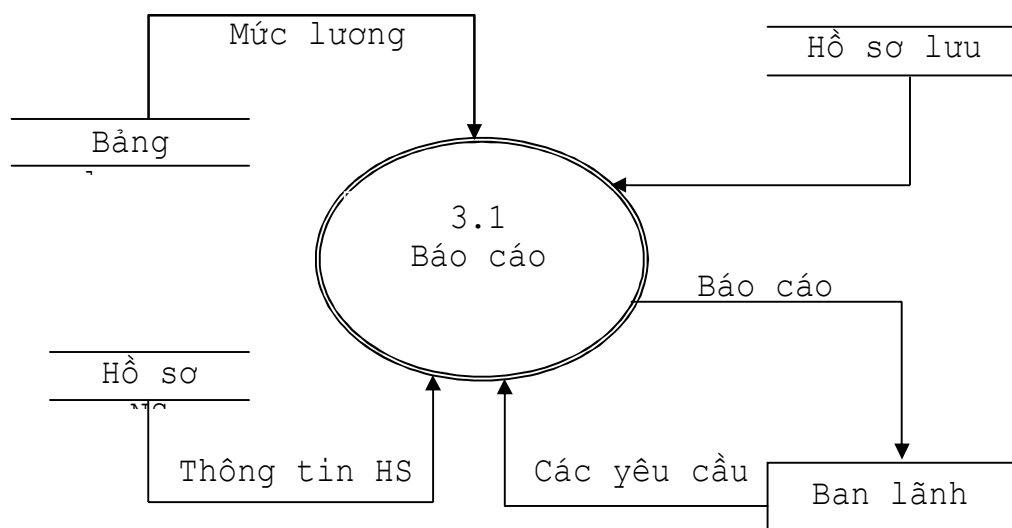 Mức lương
Hồ sơ lưu
Bảng
3.1
Báo cáo
Báo cáo
Hồ sơ
Thông tin HS
Các yêu cầu
Ban lãnh